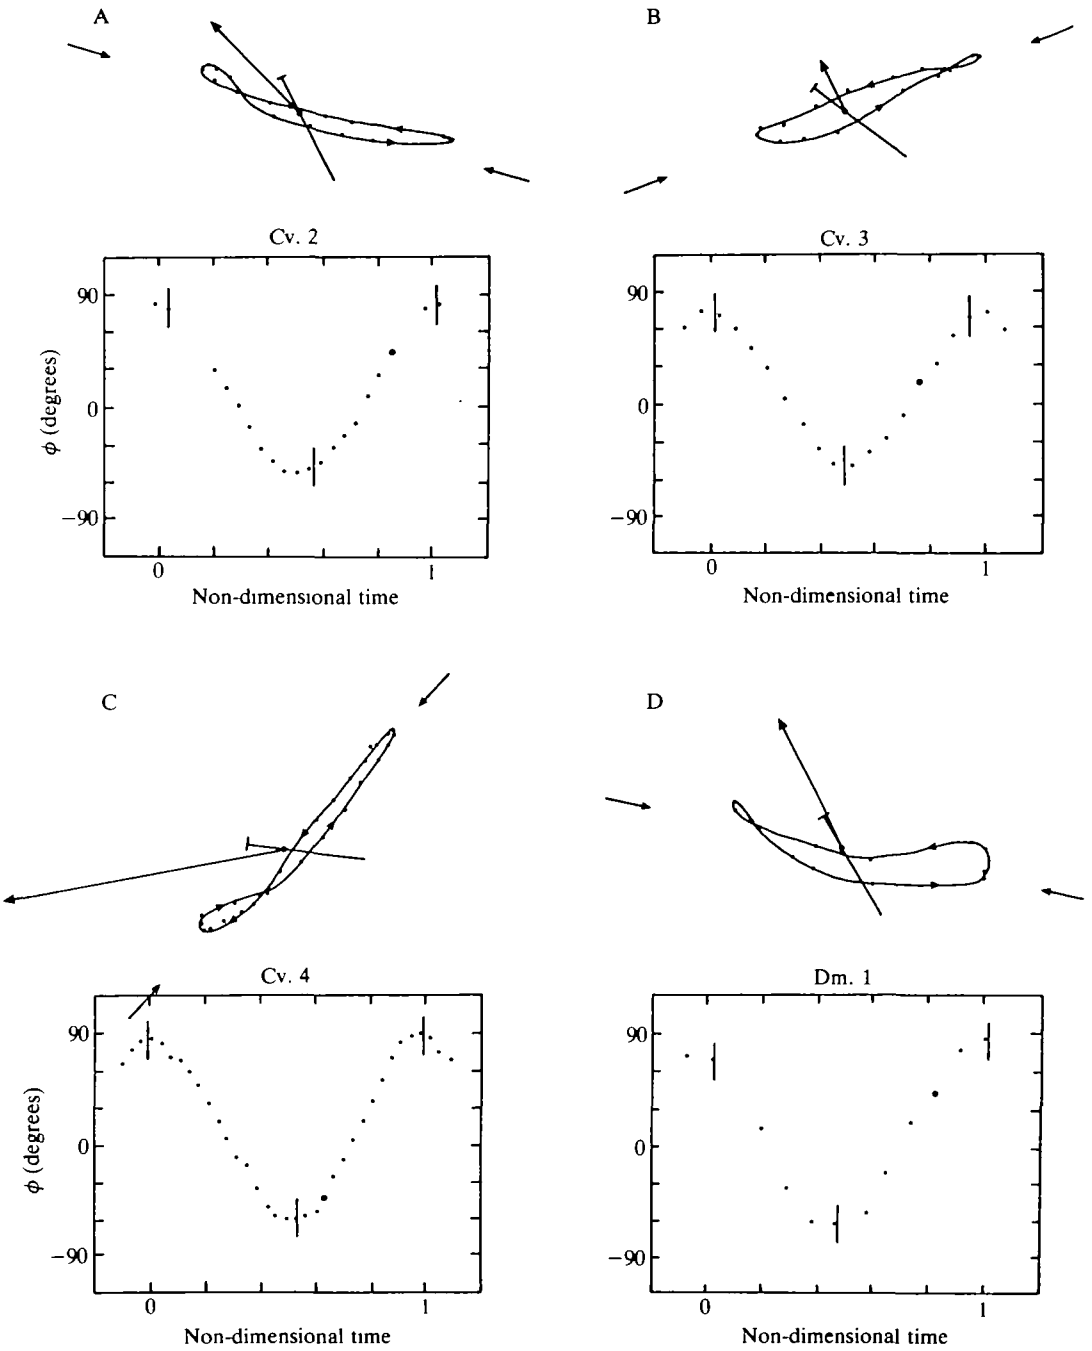 A
B
Cv. 2
Cv. 3
90
0
−90
ϕ (degrees)
0 1
Non-dimensional time
90
0
−90
0 1
Non-dimensional time
C
D
Cv. 4
Dm. 1
90
0
−90
ϕ (degrees)
0 1
Non-dimensional time
90
0
−90
0 1
Non-dimensional time